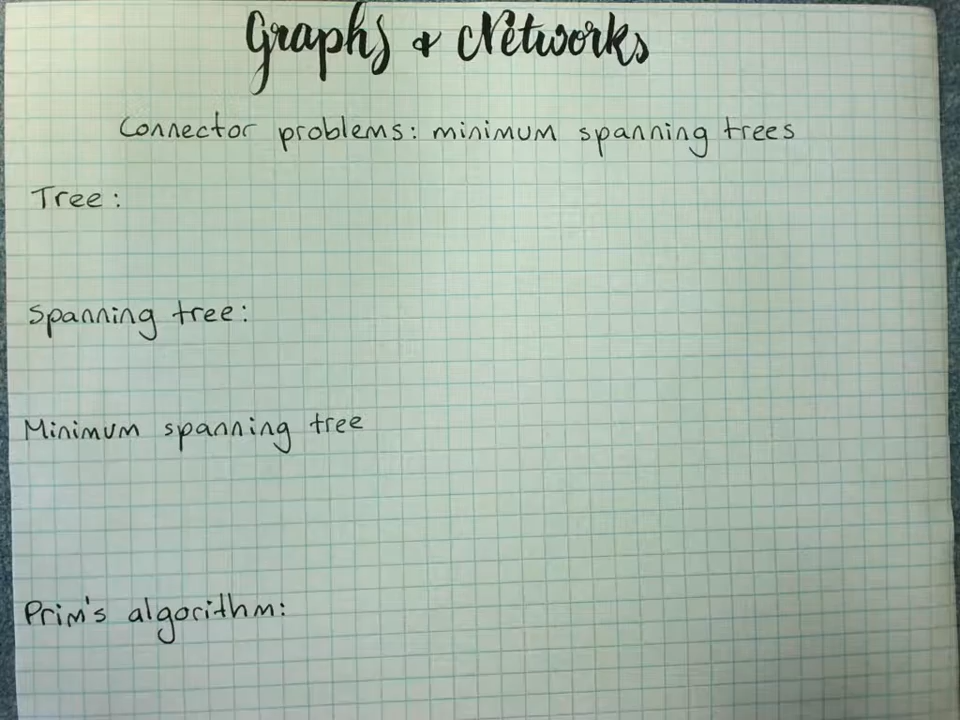 Graphs & Networks
Connector problems: minimum spanning trees
Tree:
Spanning tree:
Minimum spanning tree
Prim's algorithm: